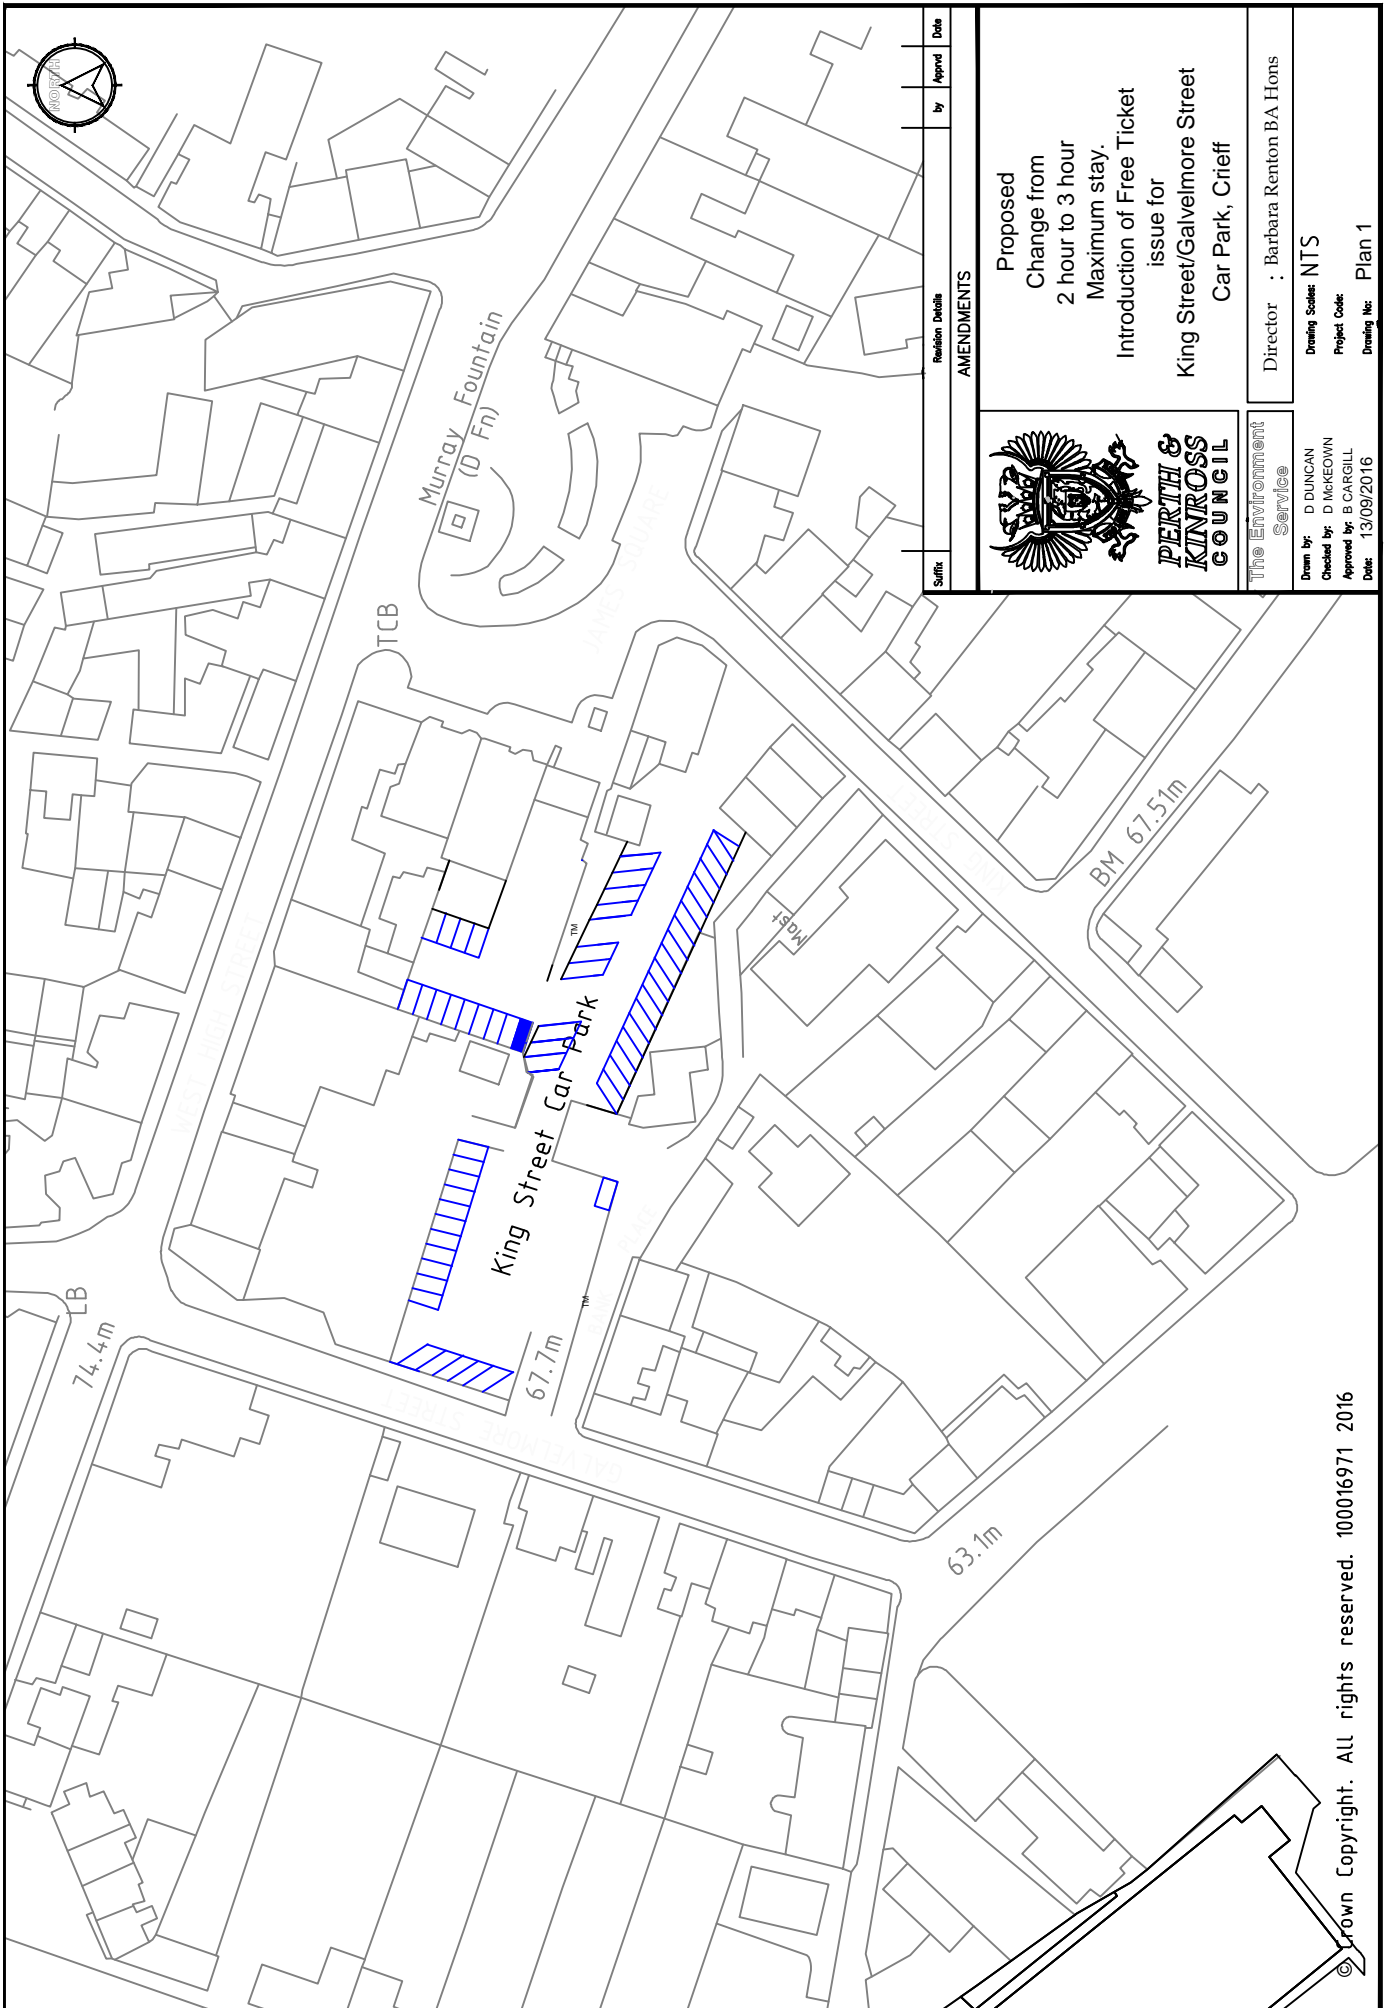 NORTH
Murray Fountain
(D Fn)
JAMES SQUARE
TCB
WEST HIGH STREET
KING STREET
BM 67.51m
Mast
TM
King Street Car Park
TM
BANK PLACE
67.7m
GALVELMORE STREET
LB
74.4m
63.1m
Suffix
Revision Details
by
Apprvd
Date
AMENDMENTS
PERTH &
KINROSS
COUNCIL
Proposed
Change from
2 hour to 3 hour
Maximum stay.
Introduction of Free Ticket
issue for
King Street/Galvelmore Street
Car Park, Crieff
The Environment
Service
Director : Barbara Renton BA Hons
Drawn by: D DUNCAN
Checked by: D McKEOWN
Approved by: B CARGILL
Date: 13/09/2016
Drawing Scales: NTS
Project Code:
Drawing No: Plan 1
© Crown Copyright. All rights reserved. 100016971 2016